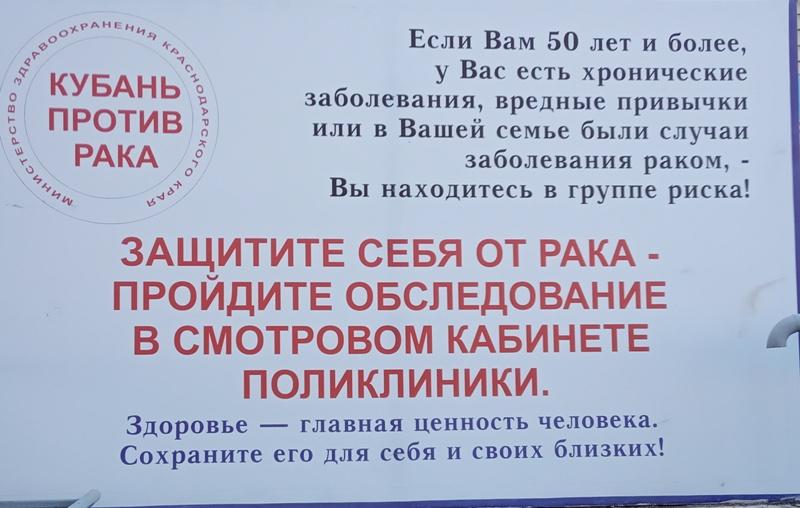 МИНИСТЕРСТВО ЗДРАВООХРАНЕНИЯ КРАСНОДАРСКОГО КРАЯ
КУБАНЬ
ПРОТИВ
РАКА
Если Вам 50 лет и более,
у Вас есть хронические
заболевания, вредные привычки
или в Вашей семье были случаи
заболевания раком, -
Вы находитесь в группе риска!
ЗАЩИТИТЕ СЕБЯ ОТ РАКА -
ПРОЙДИТЕ ОБСЛЕДОВАНИЕ
В СМОТРОВОМ КАБИНЕТЕ
ПОЛИКЛИНИКИ.
Здоровье — главная ценность человека.
Сохраните его для себя и своих близких!